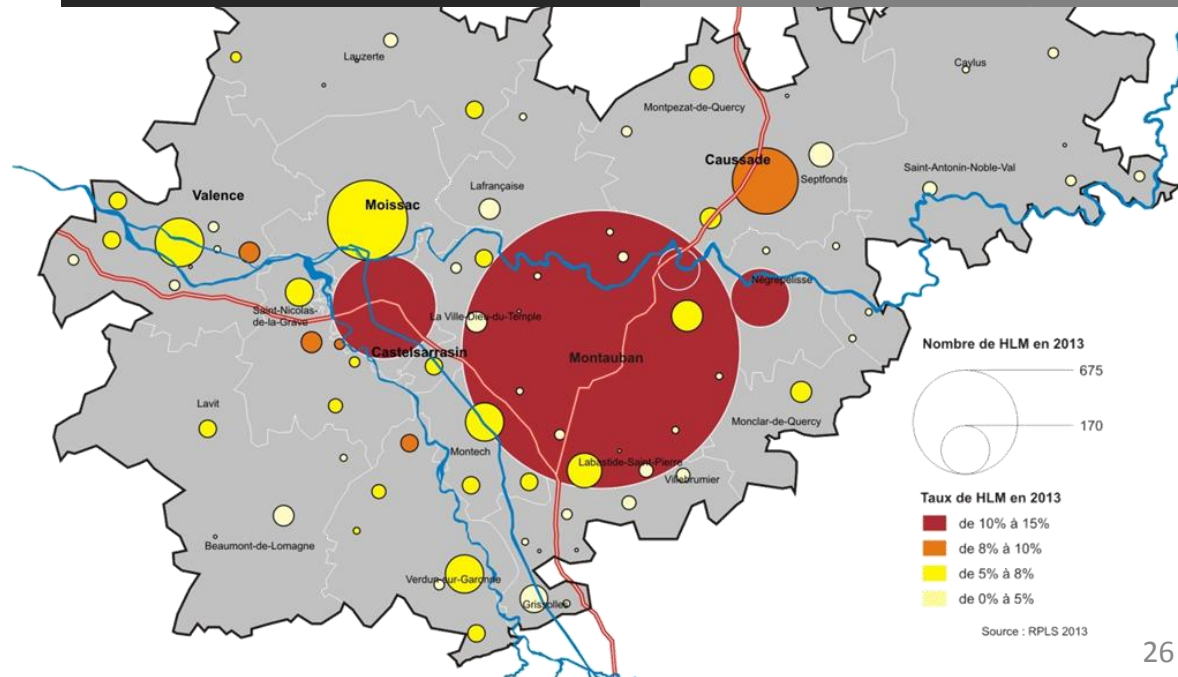 Lauzerte
Caylus
Montpezat-de-Quercy
Caussade
Septfonds
Saint-Antonin-Noble-Val
Lafrançaise
Valence
Moissac
Négrepelisse
Saint-Nicolas-
de-la-Grave
La Ville-Dieu-du-Temple
Castelsarrasin
Montauban
Lavit
Monclar-de-Quercy
Montech
Labastide-Saint-Pierre
Villebrumier
Beaumont-de-Lomagne
Verdun-sur-Garonne
Grisolles
Nombre de HLM en 2013
675
170
Taux de HLM en 2013
de 10% à 15%
de 8% à 10%
de 5% à 8%
de 0% à 5%
Source : RPLS 2013
26